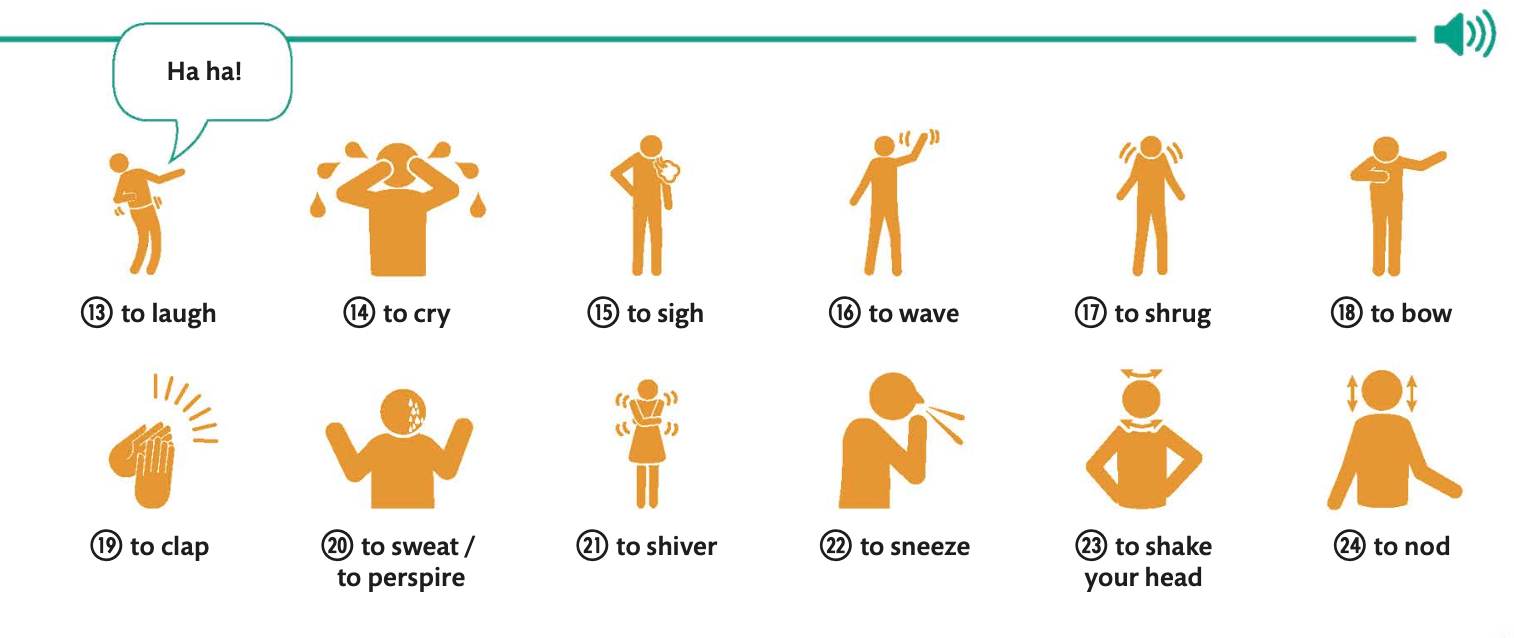 Ha ha!
⑬ to laugh
⑭ to cry
⑮ to sigh
⑯ to wave
⑰ to shrug
⑱ to bow
⑲ to clap
⑳ to sweat /
to perspire
㉑ to shiver
㉒ to sneeze
㉓ to shake
your head
㉔ to nod